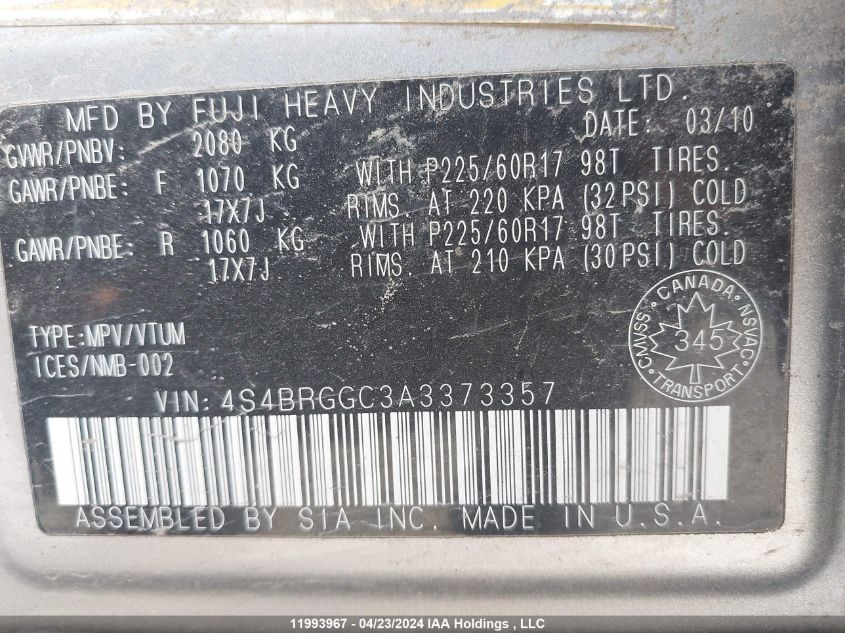 MFD BY FUJI HEAVY INDUSTRIES LTD.
DATE: 03/10
GVWR/PNBV: 2080 KG
GAWR/PNBE: F 1070 KG WITH P225/60R17 98T TIRES.
17X7J RIMS. AT 220 KPA (32PSI) COLD
GAWR/PNBE: R 1060 KG WITH P225/60R17 98T TIRES.
17X7J RIMS. AT 210 KPA (30PSI) COLD
TYPE:MPV/VTUM
ICES/NMB-002
CANADA
CMVSS 345 NSVAC
TRANSPORT
VIN: 4S4BRGGC3A3373357
ASSEMBLED BY SIA INC. MADE IN U.S.A.
11993967 - 04/23/2024 IAA Holdings , LLC